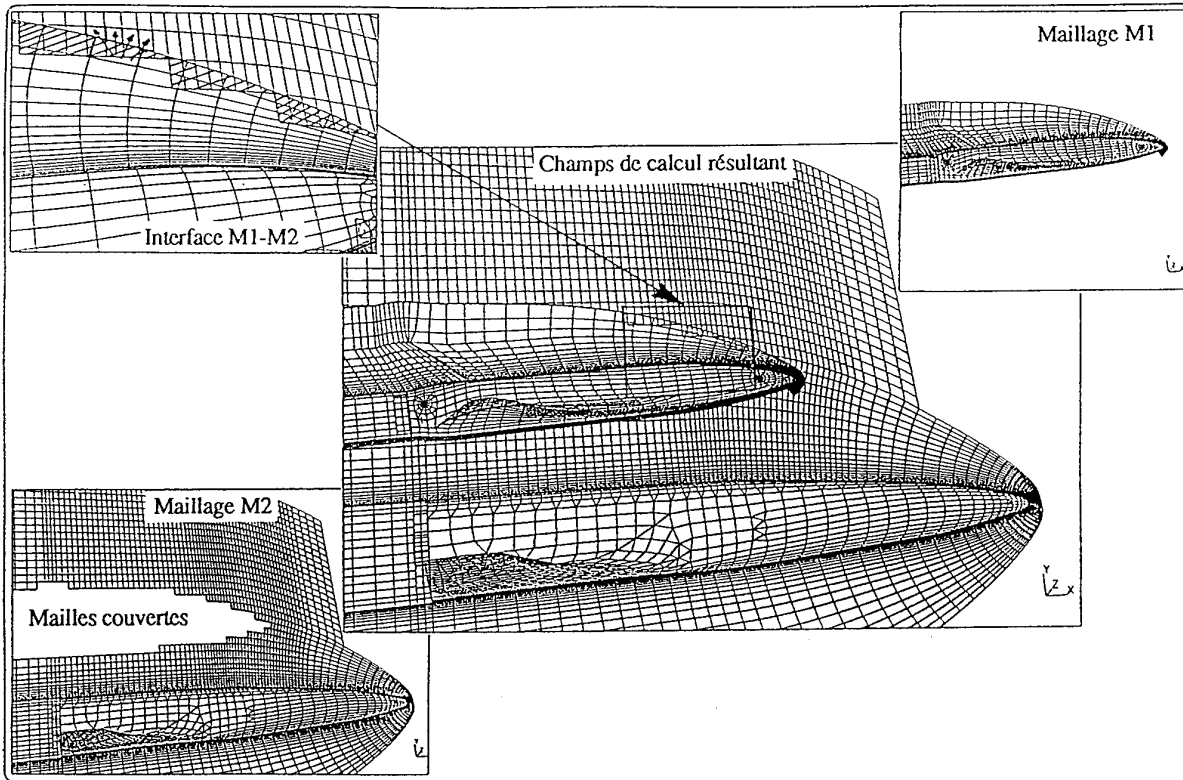 Maillage M1
Champs de calcul résultant
Interface M1-M2
Maillage M2
Mailles couvertes
Y
Z
X